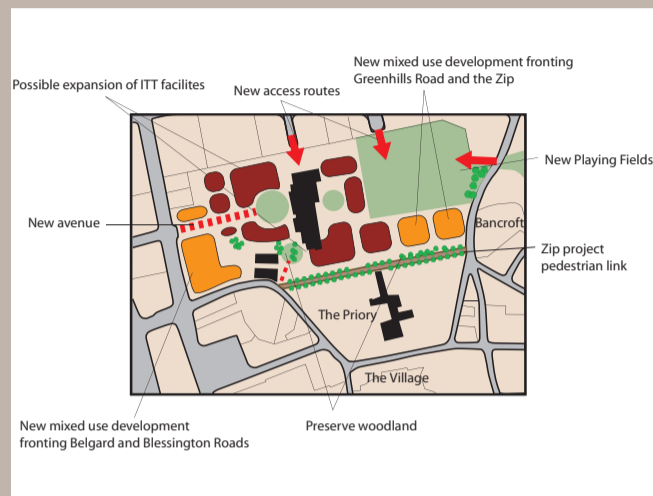 New mixed use development fronting
Greenhills Road and the Zip
Possible expansion of ITT facilites
New access routes
New Playing Fields
New avenue
Bancroft
Zip project
pedestrian link
The Priory
The Village
New mixed use development
fronting Belgard and Blessington Roads
Preserve woodland